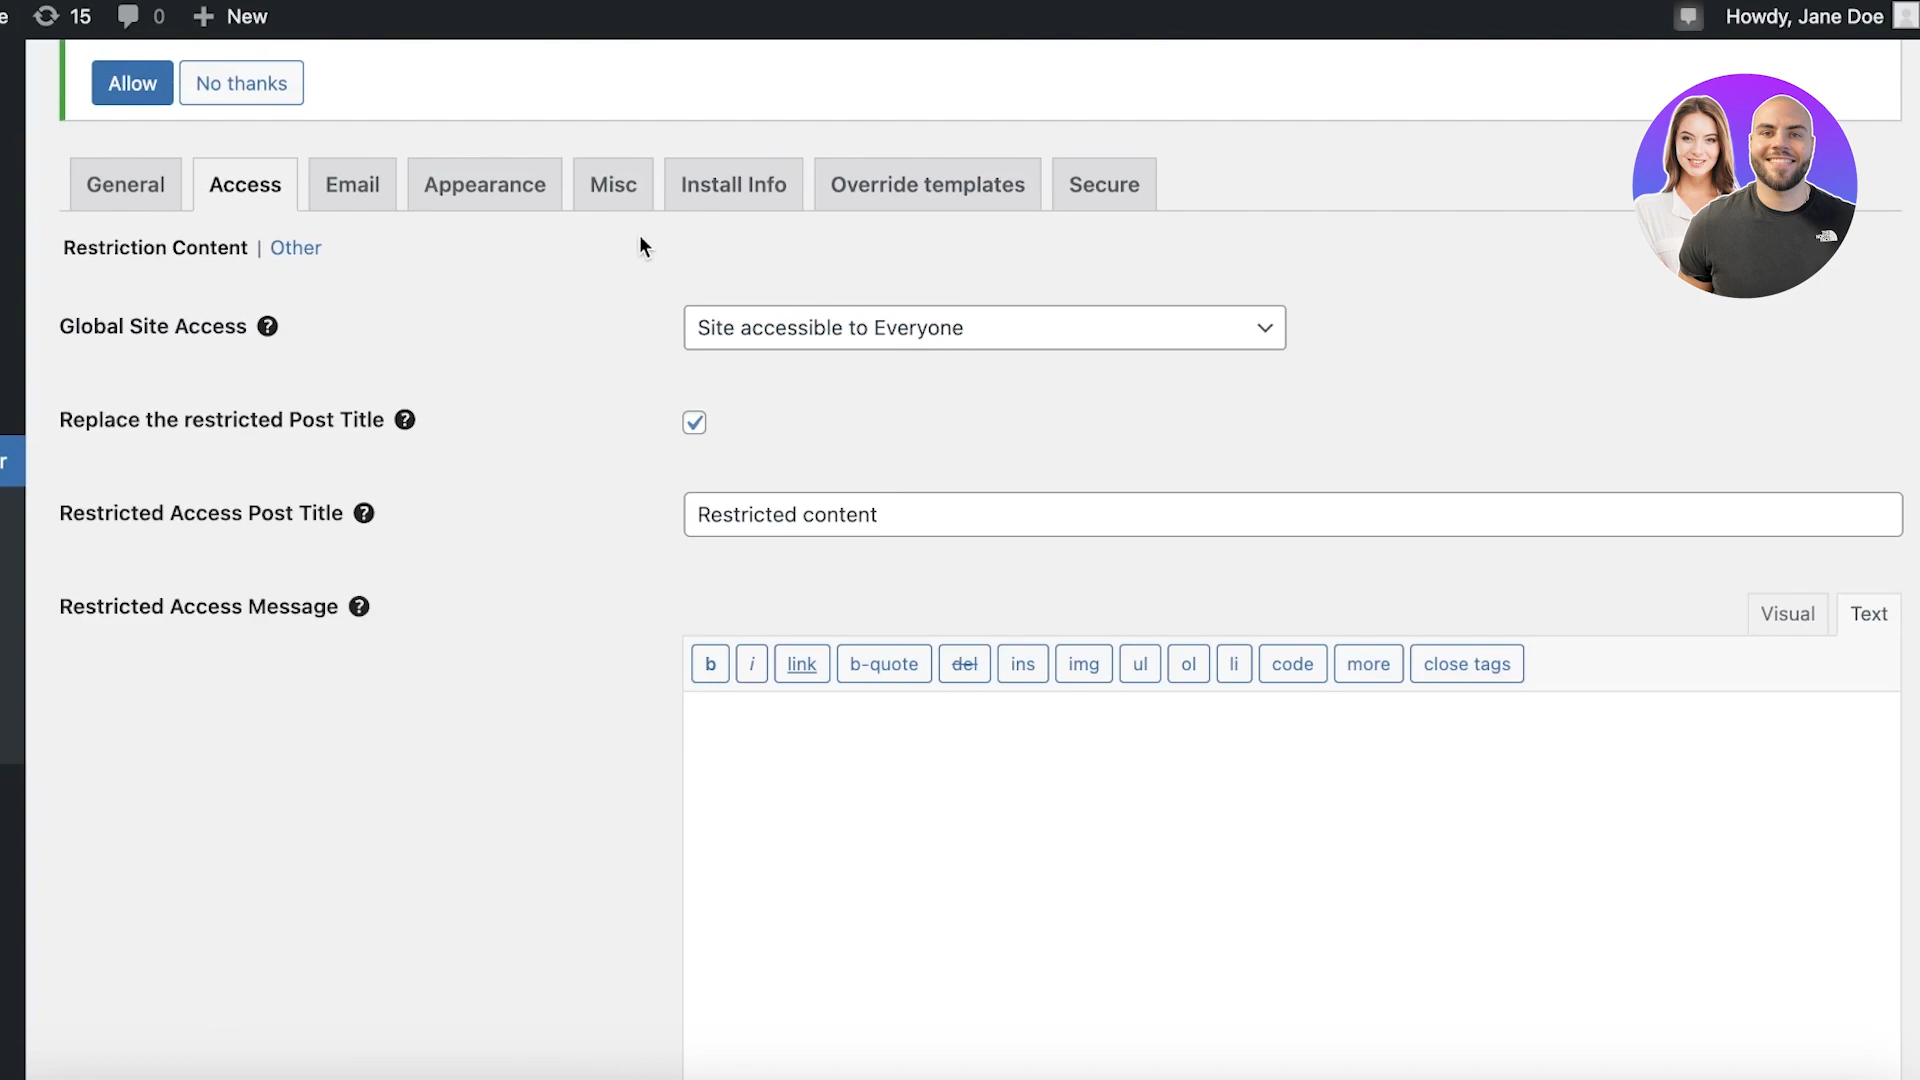 e 15 0 New Howdy, Jane Doe
Allow No thanks
General Access Email Appearance Misc Install Info Override templates Secure
Restriction Content | Other
Global Site Access ? Site accessible to Everyone
Replace the restricted Post Title ?
r
Restricted Access Post Title ? Restricted content
Restricted Access Message ?
Visual Text
b i link b-quote del ins img ul ol li code more close tags